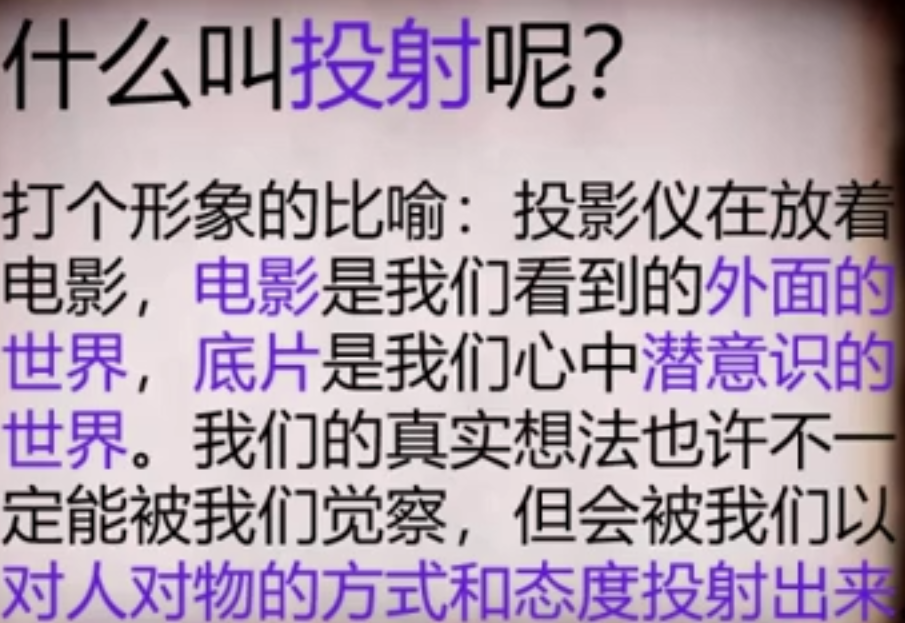 什么叫投射呢?
打个形象的比喻：投影仪在放着
电影，电影是我们看到的外面的
世界，底片是我们心中潜意识的
世界。我们的真实想法也许不一
定能被我们觉察，但会被我们以
对人对物的方式和态度投射出来